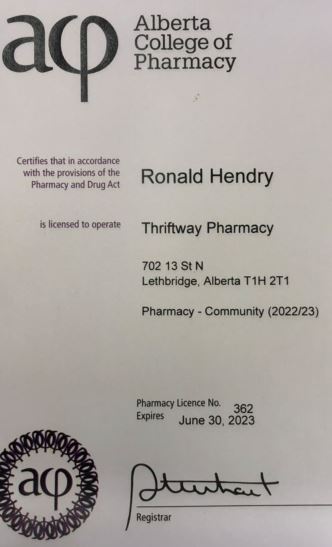 acp
Alberta
College of
Pharmacy
Certifies that in accordance
with the provisions of the
Pharmacy and Drug Act
Ronald Hendry
is licensed to operate
Thriftway Pharmacy
702 13 St N
Lethbridge, Alberta T1H 2T1
Pharmacy - Community (2022/23)
Pharmacy Licence No. 362
Expires June 30, 2023
acp
Registrar